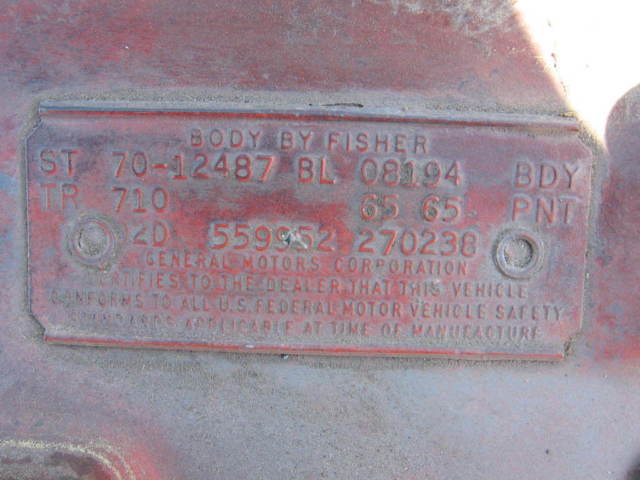 BODY BY FISHER
ST 70-12487 BL 08194 BDY
TR 710 65 65 PNT
2D 559952 270238
GENERAL MOTORS CORPORATION
CERTIFIES TO THE DEALER THAT THIS VEHICLE
CONFORMS TO ALL U.S. FEDERAL MOTOR VEHICLE SAFETY
STANDARDS APPLICABLE AT TIME OF MANUFACTURE